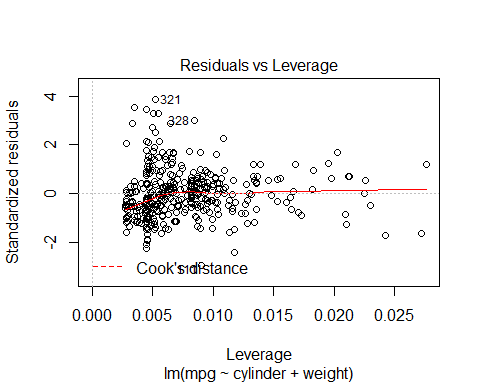 Residuals vs Leverage
Standardized residuals
4
2
0
-2
321
328
Cook's distance
0.000 0.005 0.010 0.015 0.020 0.025
Leverage
lm(mpg ~ cylinder + weight)